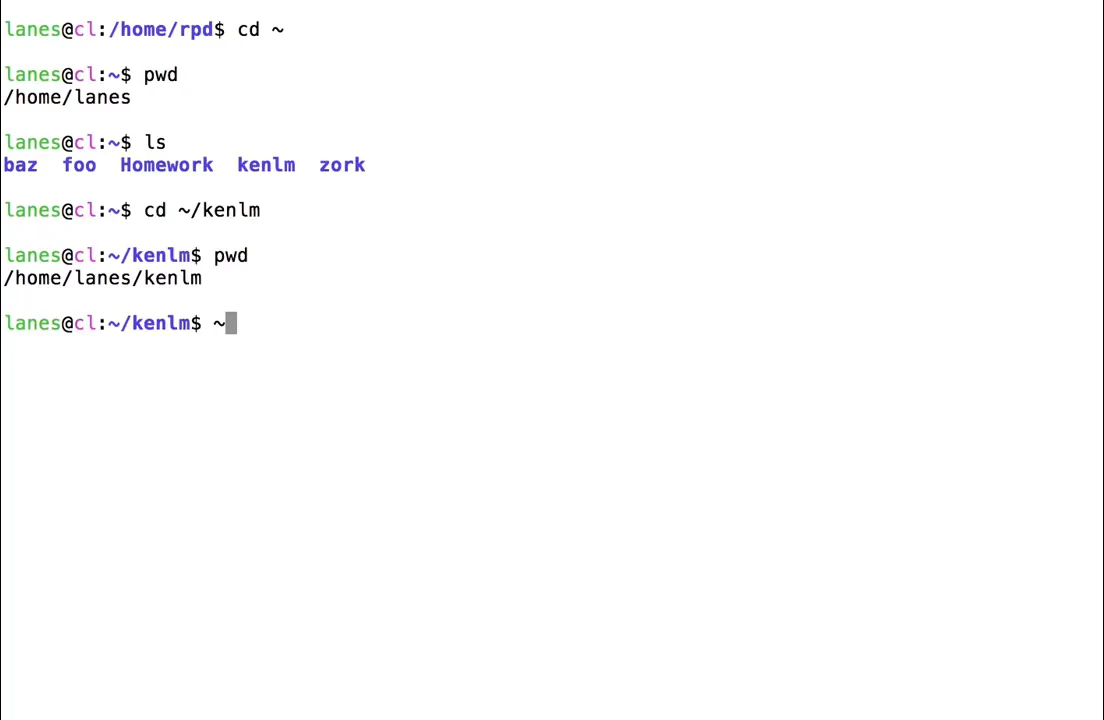 lanes@cl:/home/rpd$ cd ~
lanes@cl:~$ pwd
/home/lanes
lanes@cl:~$ ls
baz  foo  Homework  kenlm  zork
lanes@cl:~$ cd ~/kenlm
lanes@cl:~/kenlm$ pwd
/home/lanes/kenlm
lanes@cl:~/kenlm$ ~